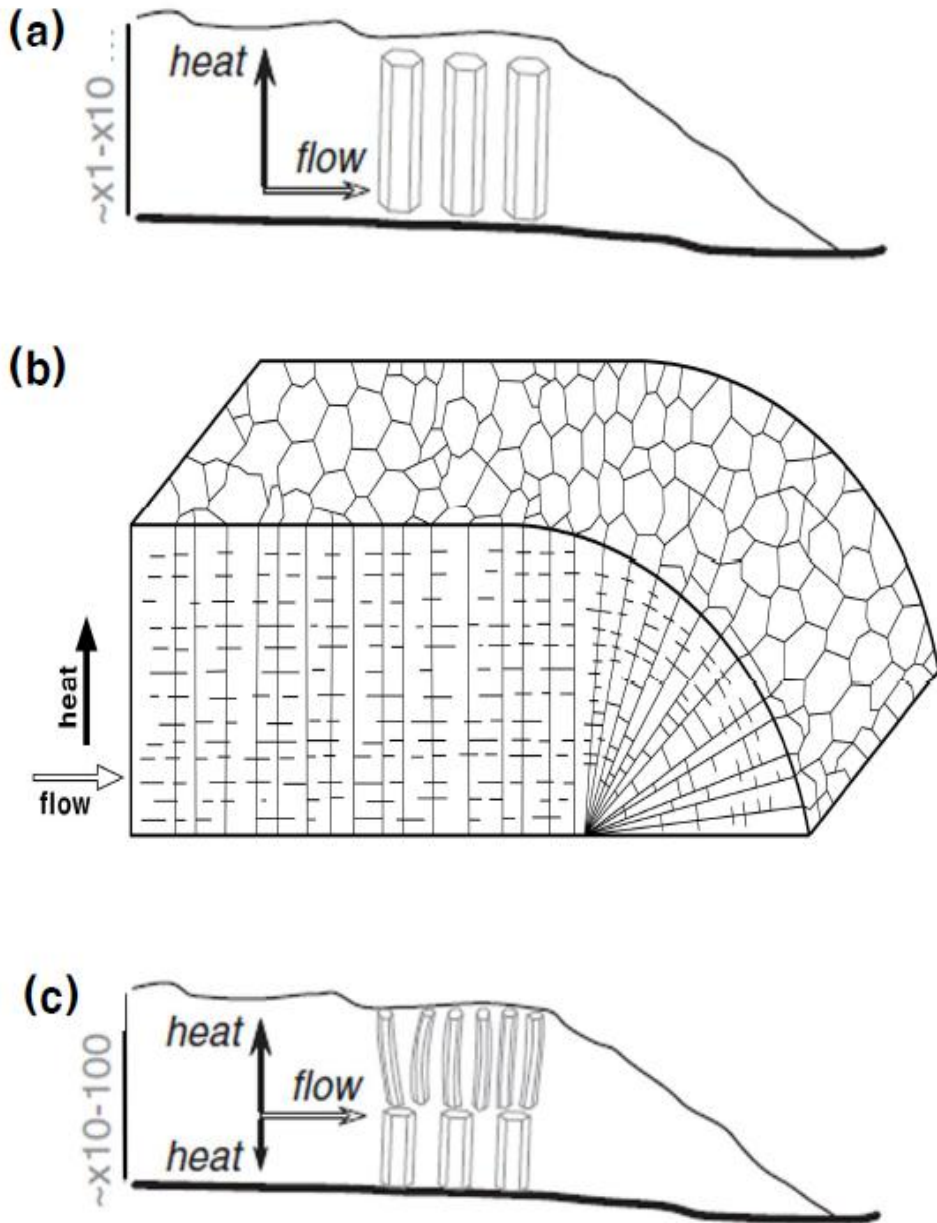 (a)
~x1-x10 ...
heat
flow
(b)
heat
flow
(c)
~x10-100
heat
flow
heat